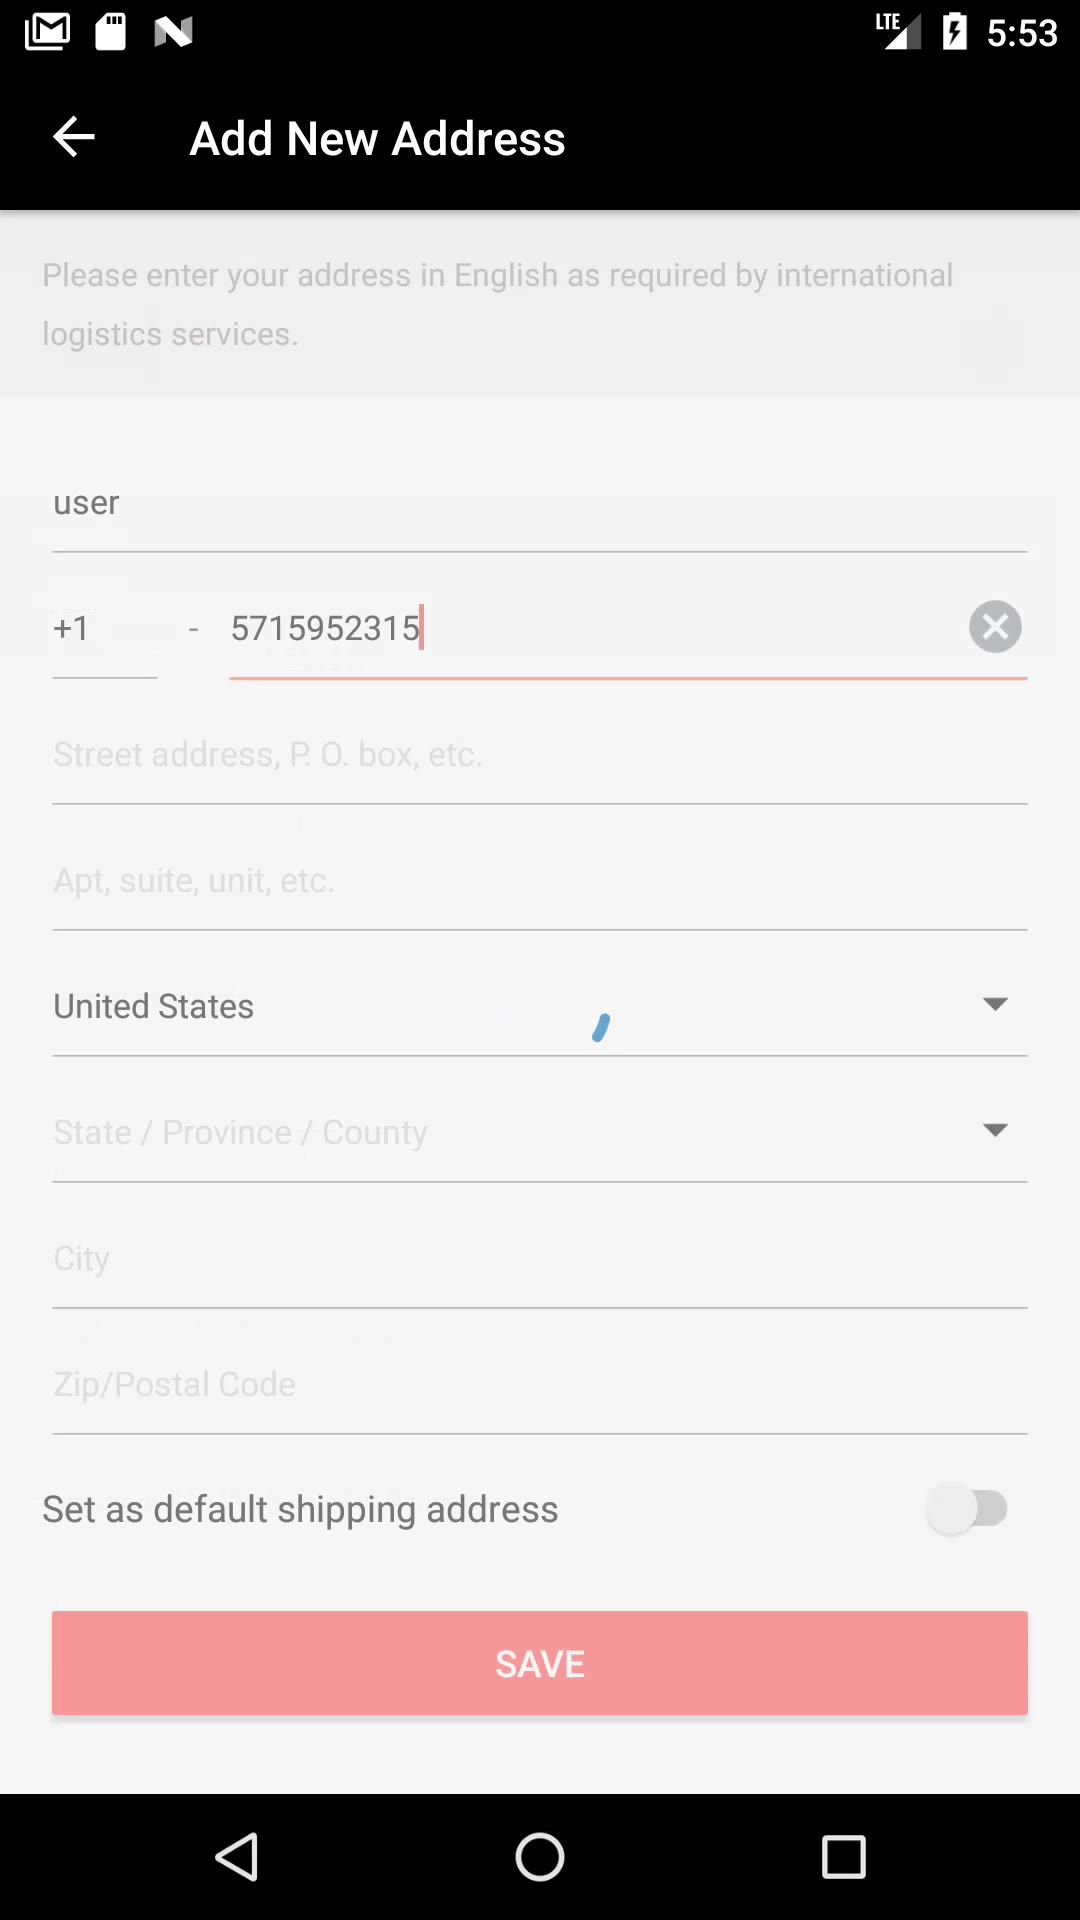 LTE 5:53
Add New Address
Please enter your address in English as required by international
logistics services.
user
+1 - 5715952315
Street address, P. O. box, etc.
Apt, suite, unit, etc.
United States
State / Province / County
City
Zip/Postal Code
Set as default shipping address
SAVE